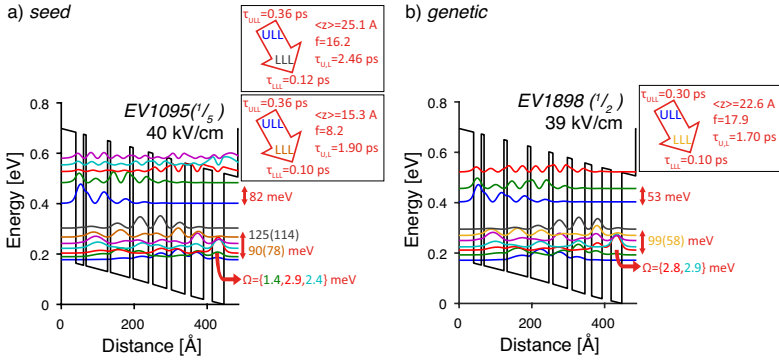 a) seed
τULL=0.36 ps
ULL
LLL
<z>=25.1 A
f=16.2
τU,L=2.46 ps
τLLL=0.12 ps
τULL=0.36 ps
ULL
LLL
<z>=15.3 A
f=8.2
τU,L=1.90 ps
τLLL=0.10 ps
EV1095(1/5)
40 kV/cm
0.8
0.6
0.4
0.2
0
Energy [eV]
82 meV
125(114)
90(78) meV
Ω={1.4,2.9,2.4} meV
0 200 400
Distance [Å]
b) genetic
τULL=0.30 ps
ULL
LLL
<z>=22.6 A
f=17.9
τU,L=1.70 ps
τLLL=0.10 ps
EV1898 (1/2)
39 kV/cm
0.8
0.6
0.4
0.2
0
Energy [eV]
53 meV
99(58) meV
Ω={2.8,2.9} meV
0 200 400
Distance [Å]